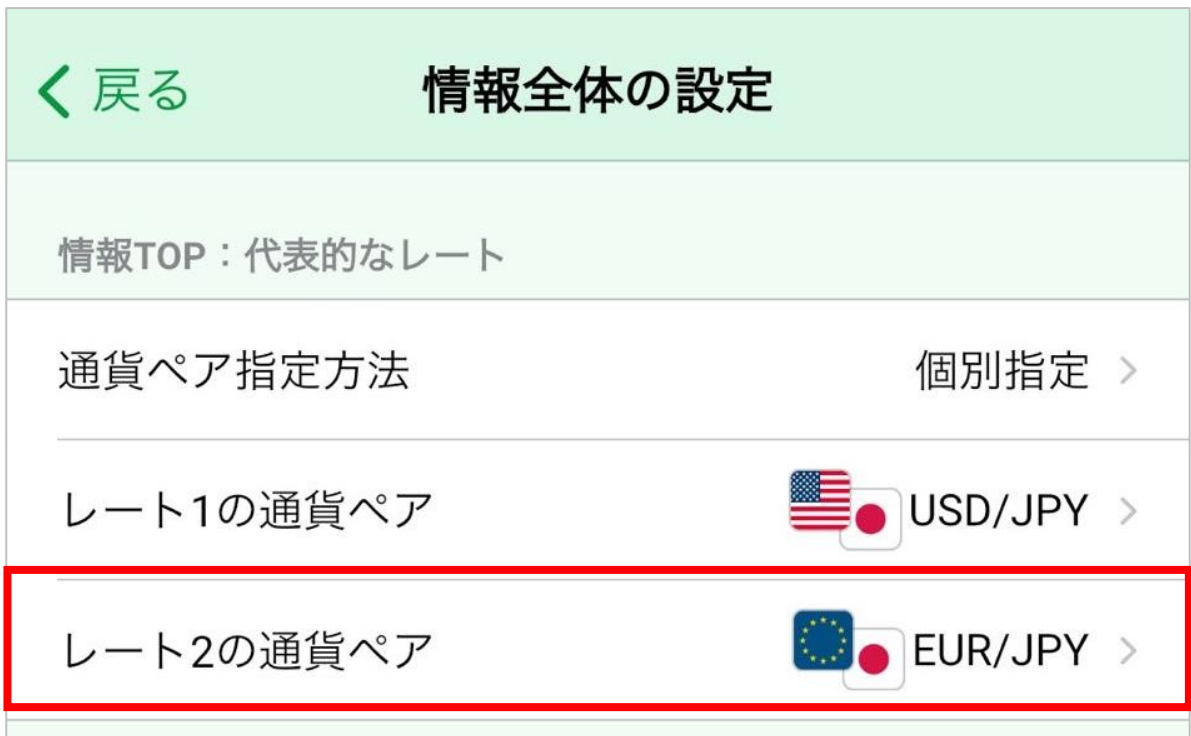 戻る 情報全体の設定
情報TOP：代表的なレート
通貨ペア指定方法 個別指定
レート1の通貨ペア USD/JPY
レート2の通貨ペア EUR/JPY